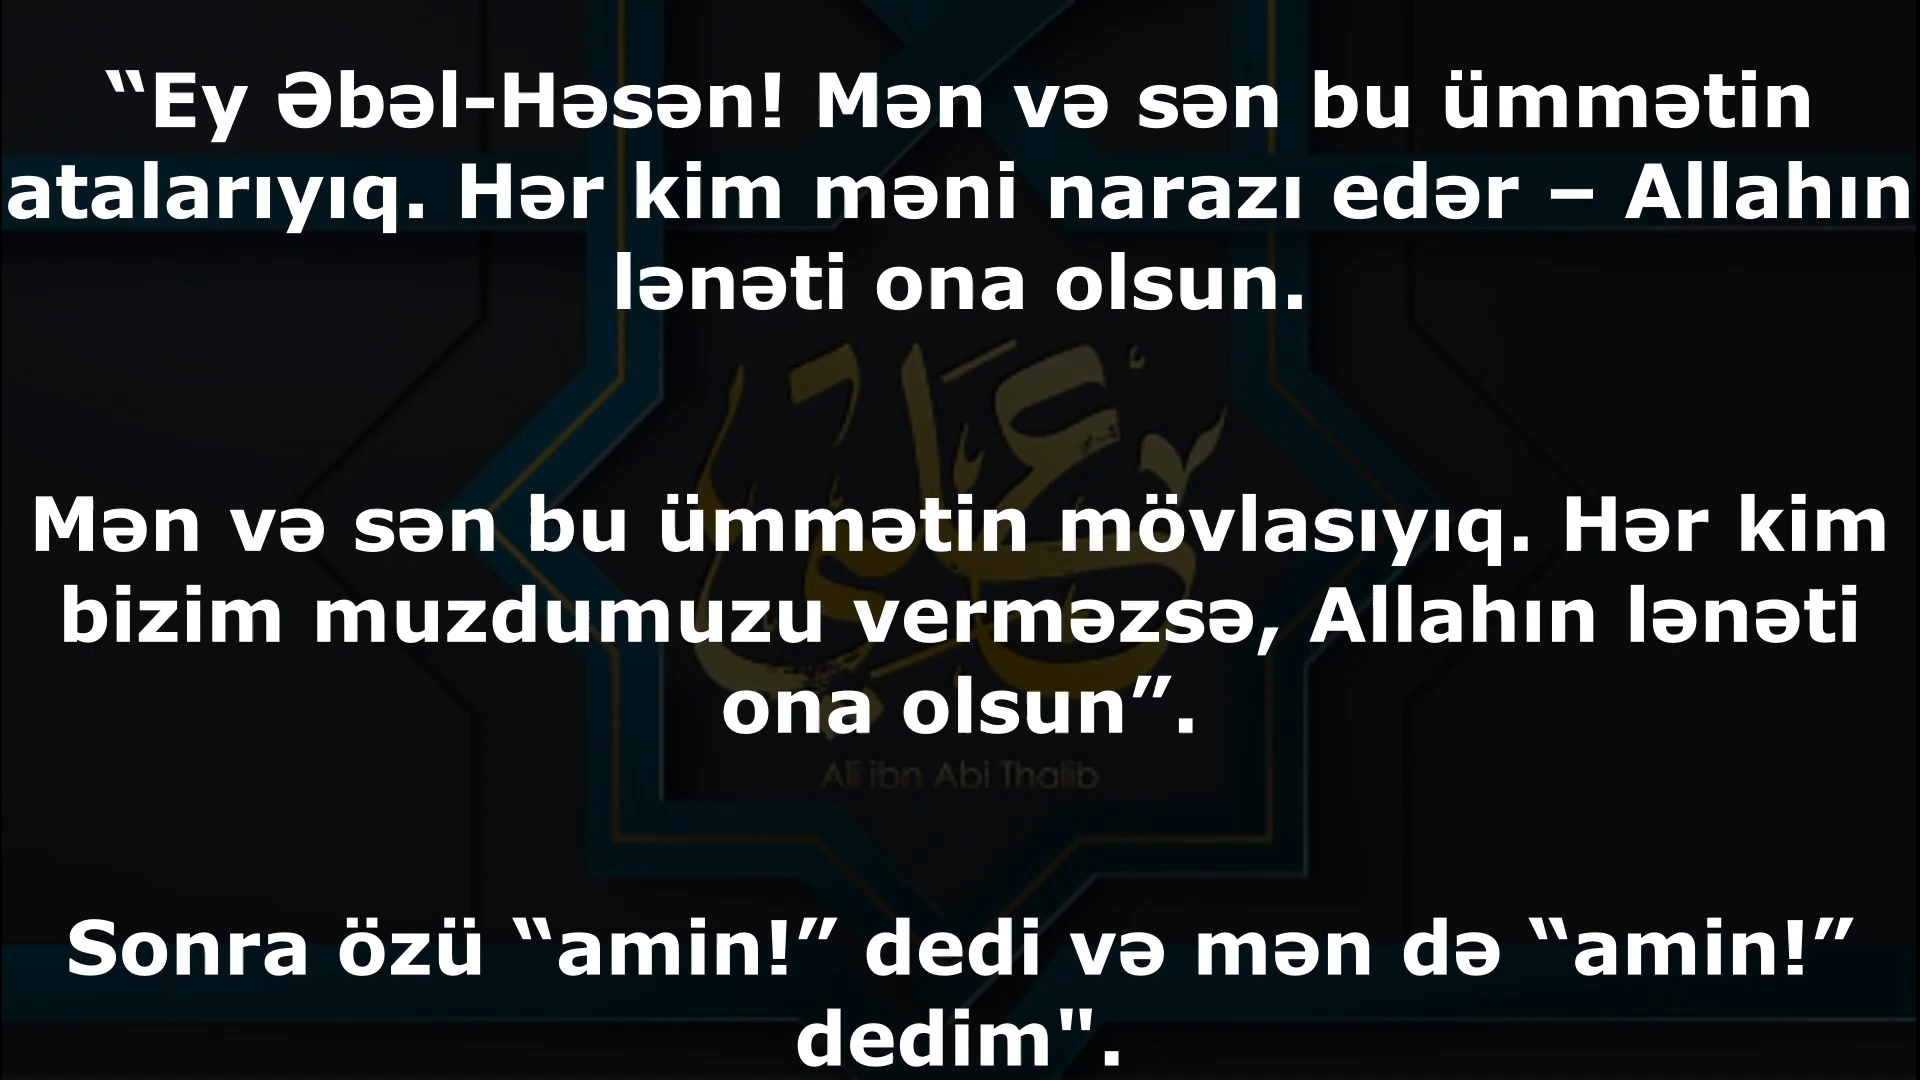 “Ey Əbəl-Həsən! Mən və sən bu ümmətin
atalarıyıq. Hər kim məni narazı edər – Allahın
lənəti ona olsun.
Mən və sən bu ümmətin mövlasıyıq. Hər kim
bizim muzdumuzu verməzsə, Allahın lənəti
ona olsun”.
Ali ibn Abi Thalib
Sonra özü “amin!” dedi və mən də “amin!”
dedim".